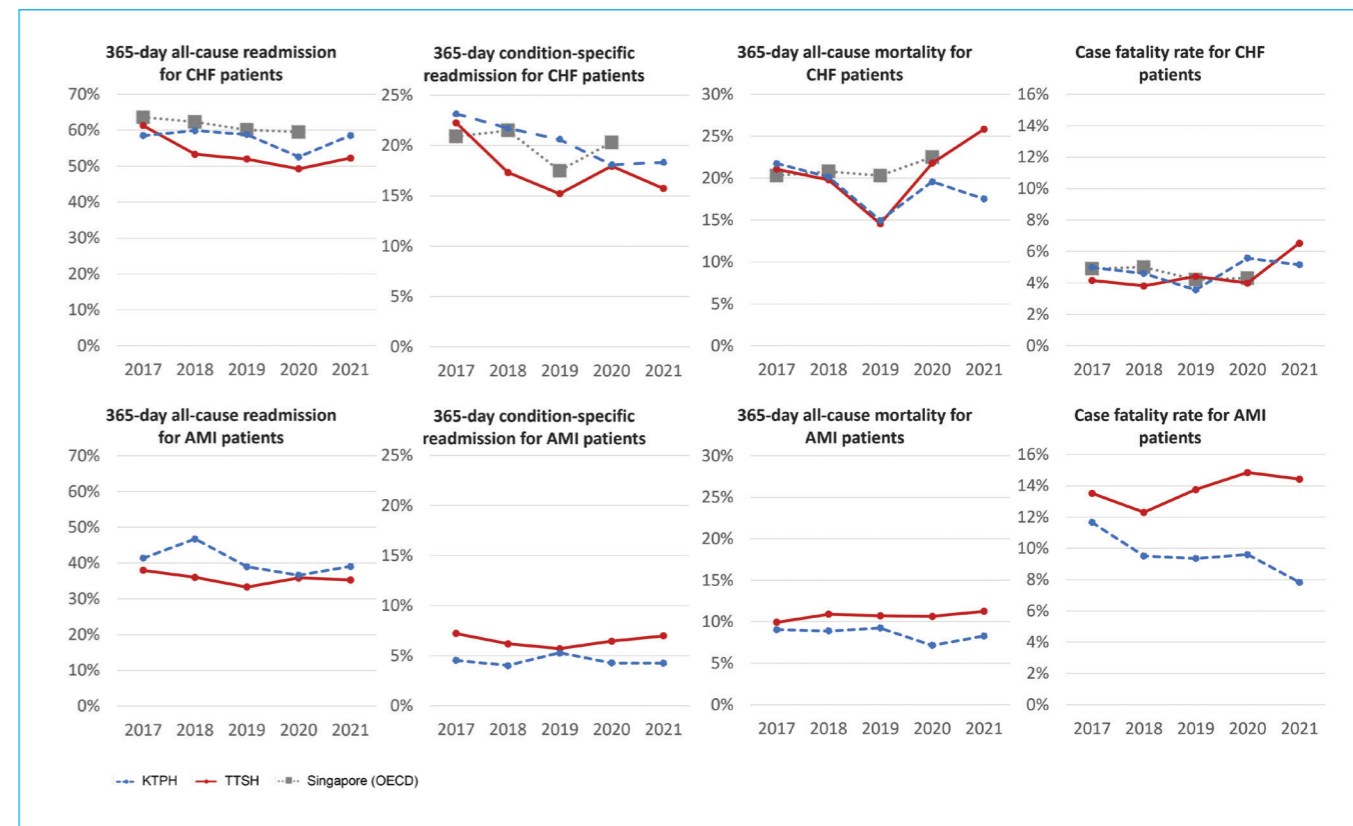 365-day all-cause readmission
for CHF patients
70%
60%
50%
40%
30%
20%
10%
0%
2017 2018 2019 2020 2021
365-day condition-specific
readmission for CHF patients
25%
20%
15%
10%
5%
0%
2017 2018 2019 2020 2021
365-day all-cause mortality for
CHF patients
30%
25%
20%
15%
10%
5%
0%
2017 2018 2019 2020 2021
Case fatality rate for CHF
patients
16%
14%
12%
10%
8%
6%
4%
2%
0%
2017 2018 2019 2020 2021
365-day all-cause readmission
for AMI patients
70%
60%
50%
40%
30%
20%
10%
0%
2017 2018 2019 2020 2021
365-day condition-specific
readmission for AMI patients
25%
20%
15%
10%
5%
0%
2017 2018 2019 2020 2021
365-day all-cause mortality for
AMI patients
30%
25%
20%
15%
10%
5%
0%
2017 2018 2019 2020 2021
Case fatality rate for AMI
patients
16%
14%
12%
10%
8%
6%
4%
2%
0%
2017 2018 2019 2020 2021
KTPH TTSH Singapore (OECD)